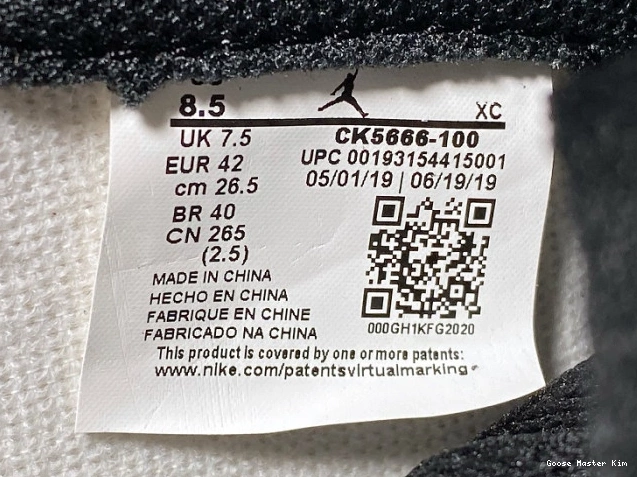 8.5
XC
UK 7.5
EUR 42
cm 26.5
BR 40
CN 265
(2.5)
CK5666-100
UPC 00193154415001
05/01/19 | 06/19/19
000GH1KFG2020
MADE IN CHINA
HECHO EN CHINA
FABRIQUE EN CHINE
FABRICADO NA CHINA
This product is covered by one or more patents:
www.nike.com/patentsvirtualmarking
Goose Master Kim